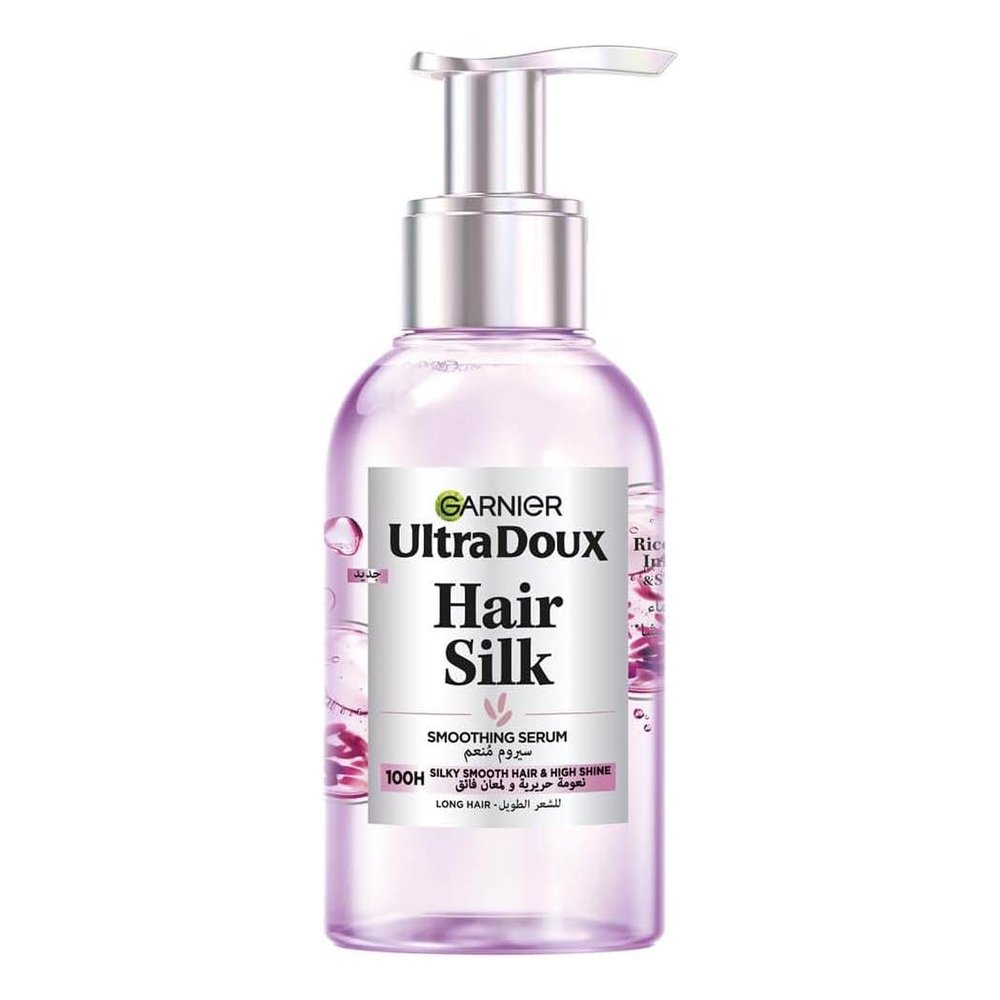 GARNIER
UltraDoux
جديد
Hair
Silk
SMOOTHING SERUM
سيروم مُنعم
100H SILKY SMOOTH HAIR & HIGH SHINE
نعومة حريرية و لمعان فائق
LONG HAIR - للشعر الطويل